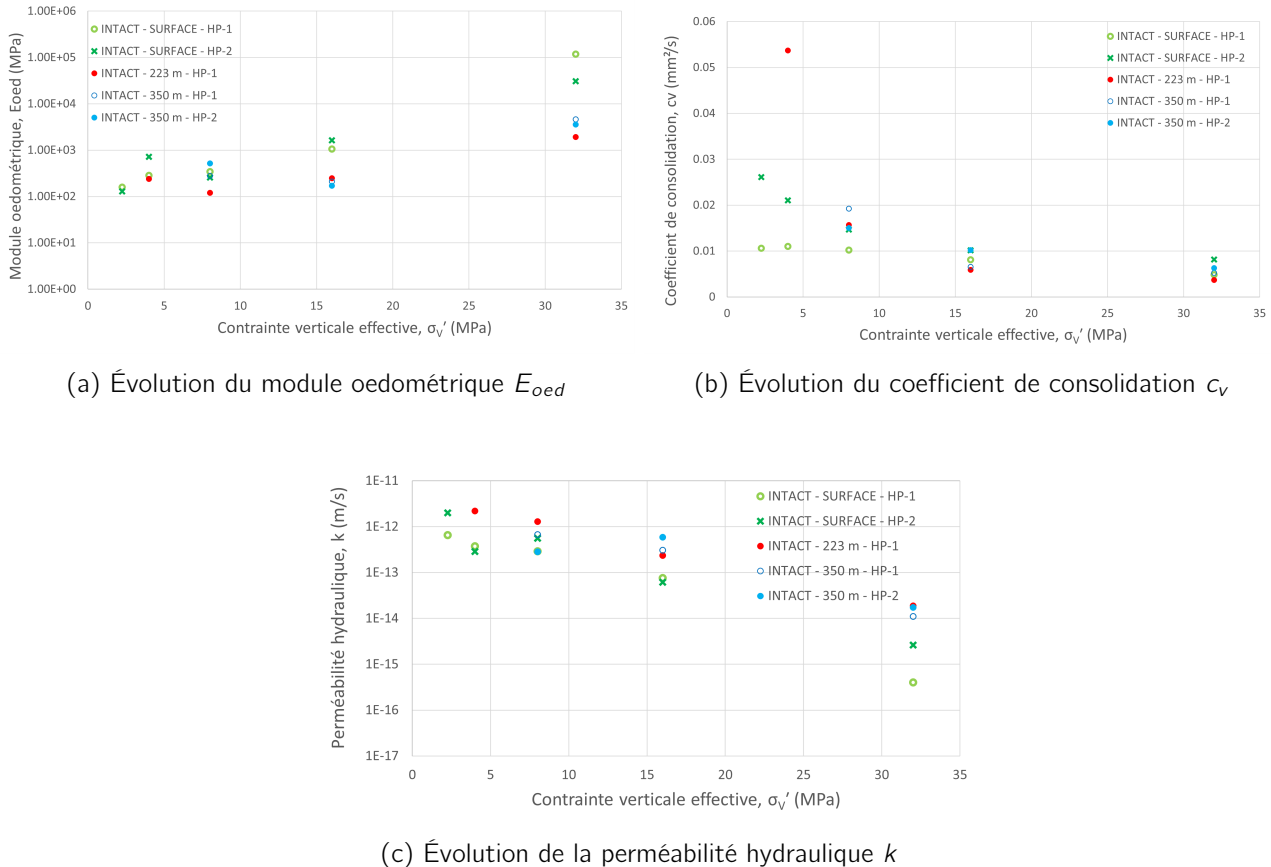 1.00E+06
1.00E+05
1.00E+04
1.00E+03
1.00E+02
1.00E+01
1.00E+00
Module oedométrique, Eoed (MPa)
INTACT - SURFACE - HP-1
INTACT - SURFACE - HP-2
INTACT - 223 m - HP-1
INTACT - 350 m - HP-1
INTACT - 350 m - HP-2
0 5 10 15 20 25 30 35
Contrainte verticale effective, σV' (MPa)
(a) Évolution du module oedométrique Eoed
0.06
0.05
0.04
0.03
0.02
0.01
0
Coefficient de consolidation, cv (mm²/s)
INTACT - SURFACE - HP-1
INTACT - SURFACE - HP-2
INTACT - 223 m - HP-1
INTACT - 350 m - HP-1
INTACT - 350 m - HP-2
0 5 10 15 20 25 30 35
Contrainte verticale effective, σV' (MPa)
(b) Évolution du coefficient de consolidation cv
1E-11
1E-12
1E-13
1E-14
1E-15
1E-16
1E-17
Perméabilité hydraulique, k (m/s)
INTACT - SURFACE - HP-1
INTACT - SURFACE - HP-2
INTACT - 223 m - HP-1
INTACT - 350 m - HP-1
INTACT - 350 m - HP-2
0 5 10 15 20 25 30 35
Contrainte verticale effective, σV' (MPa)
(c) Évolution de la perméabilité hydraulique k